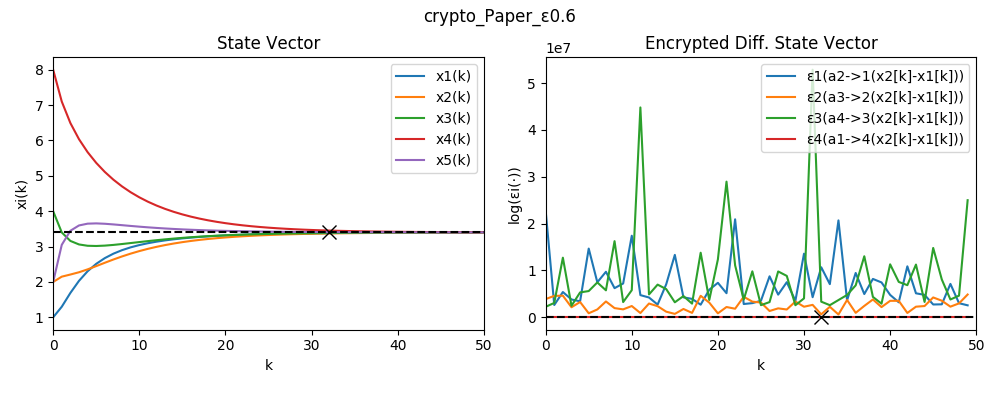 crypto_Paper_ε0.6
State Vector
8
7
6
5
4
3
2
1
xi(k)
0
10
20
30
40
50
k
x1(k)
x2(k)
x3(k)
x4(k)
x5(k)
Encrypted Diff. State Vector
1e7
5
4
3
2
1
0
log(εi(·))
0
10
20
30
40
50
k
ε1(a2->1(x2[k]-x1[k]))
ε2(a3->2(x2[k]-x1[k]))
ε3(a4->3(x2[k]-x1[k]))
ε4(a1->4(x2[k]-x1[k]))